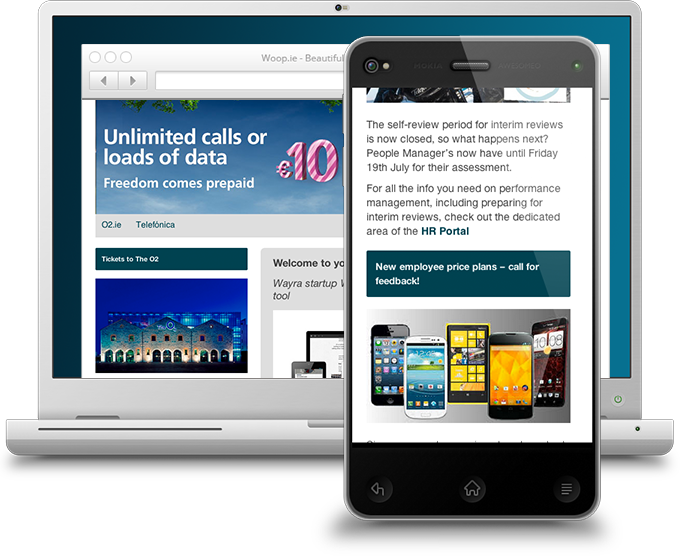 Woop.ie - Beautiful
Unlimited calls or
loads of data
Freedom comes prepaid
€10
O2.ie Telefónica
Tickets to The O2
Welcome to yo
Wayra startup
tool
The self-review period for interim reviews
is now closed, so what happens next?
People Manager's now have until Friday
19th July for their assessment.
For all the info you need on performance
management, including preparing for
interim reviews, check out the dedicated
area of the HR Portal
New employee price plans – call for
feedback!